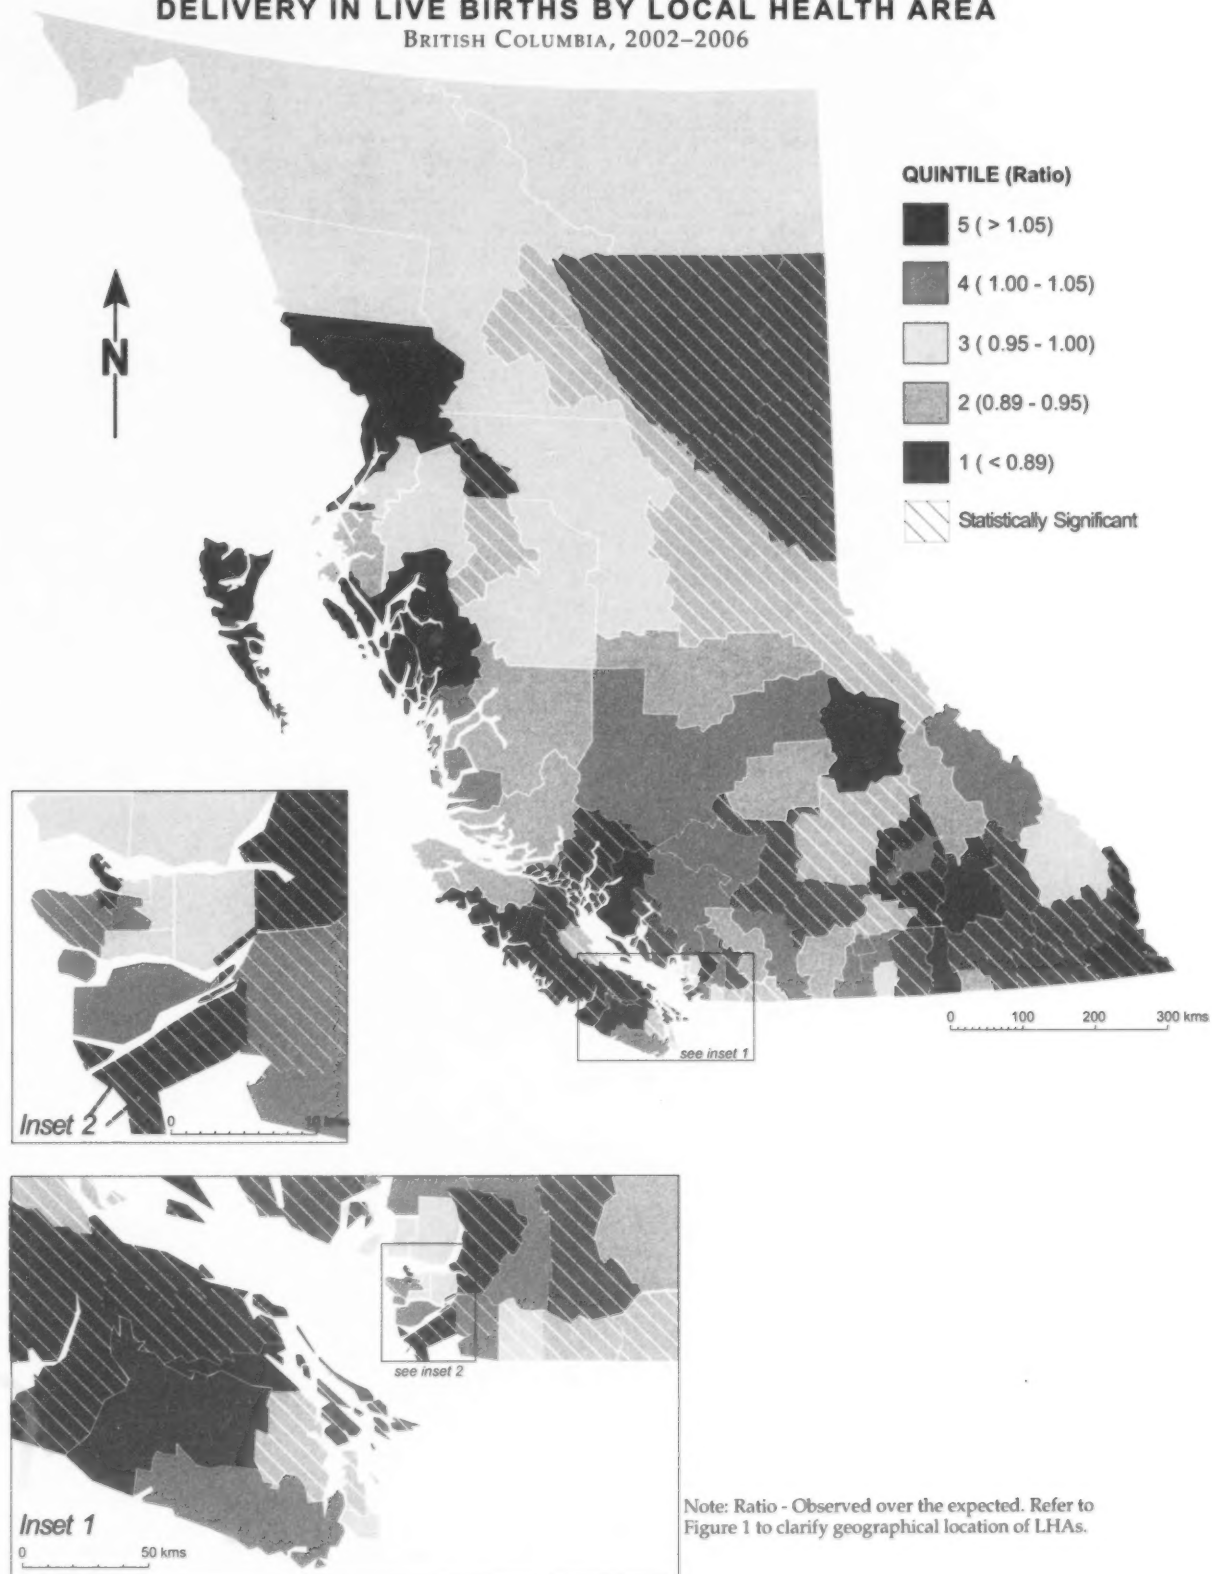 DELIVERY IN LIVE BIRTHS BY LOCAL HEALTH AREA
BRITISH COLUMBIA, 2002–2006
QUINTILE (Ratio)
5 ( > 1.05)
4 ( 1.00 - 1.05)
3 ( 0.95 - 1.00)
2 (0.89 - 0.95)
1 ( < 0.89)
Statistically Significant
N
0 100 200 300 kms
see inset 1
Inset 2
0 10 kms
see inset 2
Inset 1
0 50 kms
Note: Ratio - Observed over the expected. Refer to
Figure 1 to clarify geographical location of LHAs.